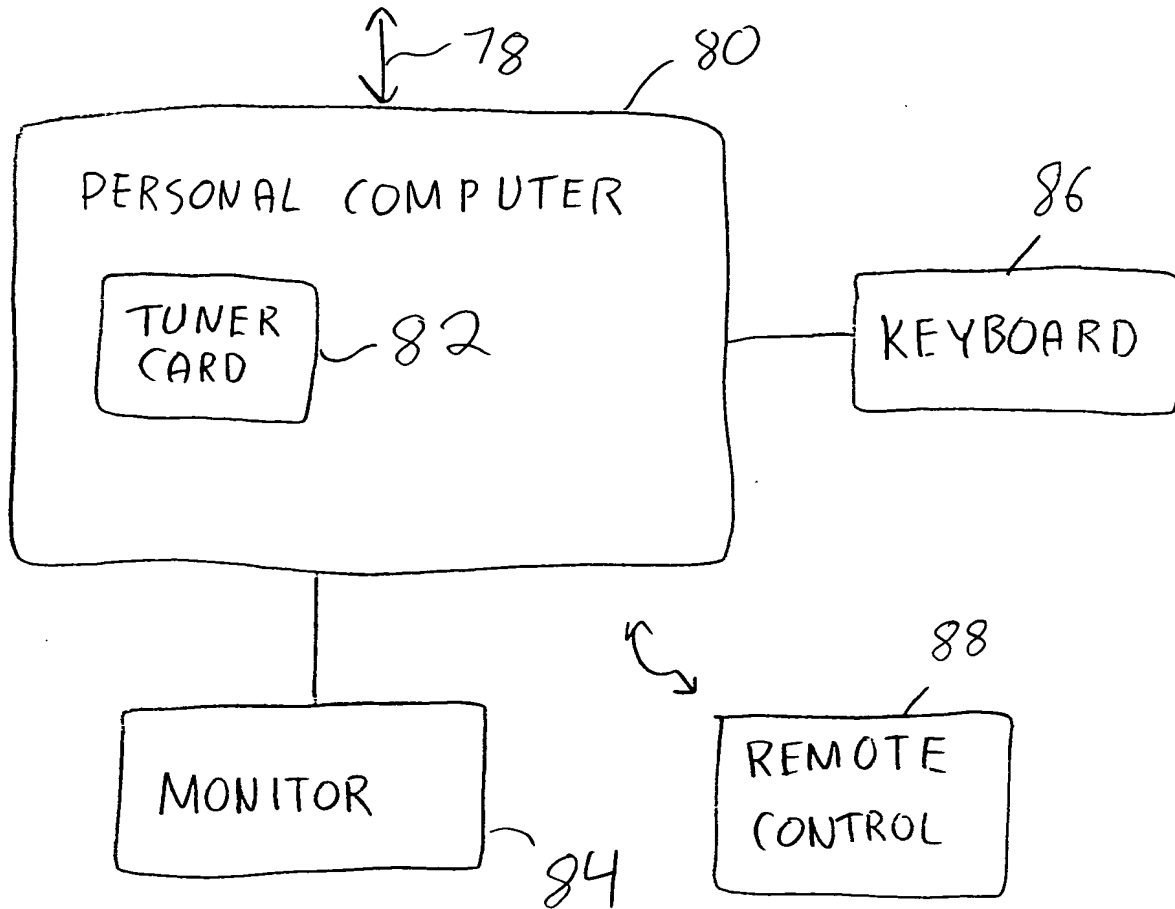 78
80
PERSONAL COMPUTER
86
TUNER
CARD
82
KEYBOARD
88
MONITOR
84
REMOTE
CONTROL